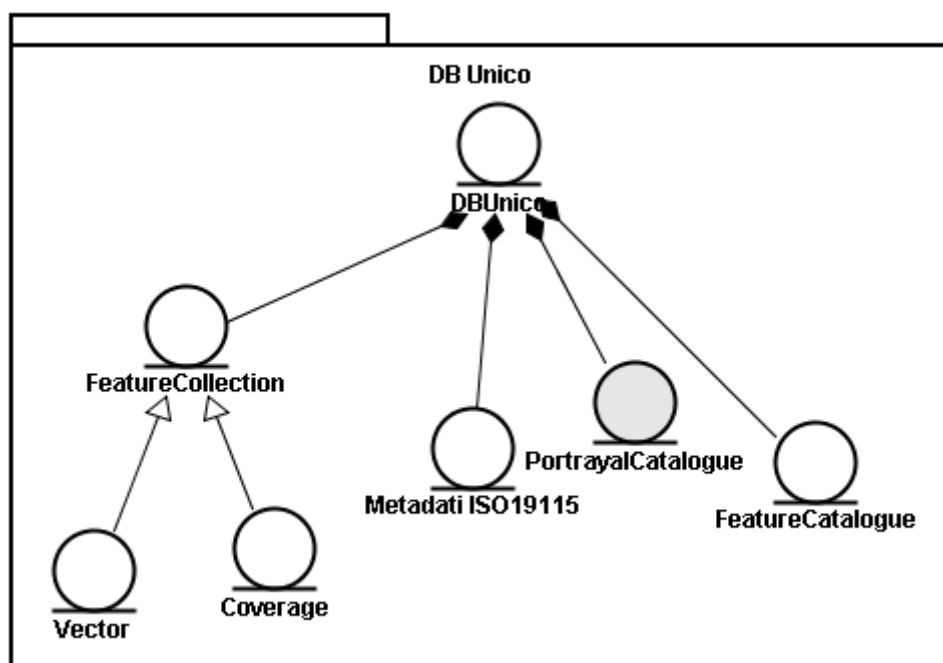 DB Unico
DBUnico
FeatureCollection
PortrayalCatalogue
Metadati ISO19115
FeatureCatalogue
Coverage
Vector